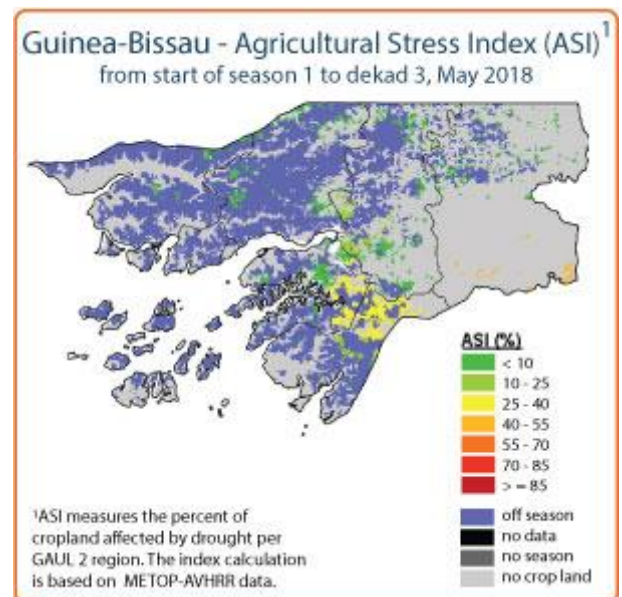 Guinea-Bissau - Agricultural Stress Index (ASI)¹
from start of season 1 to dekad 3, May 2018
ASI (%)
< 10
10 - 25
25 - 40
40 - 55
55 - 70
70 - 85
> = 85
off season
no data
no season
no crop land
¹ASI measures the percent of
cropland affected by drought per
GAUL 2 region. The index calculation
is based on METOP-AVHRR data.